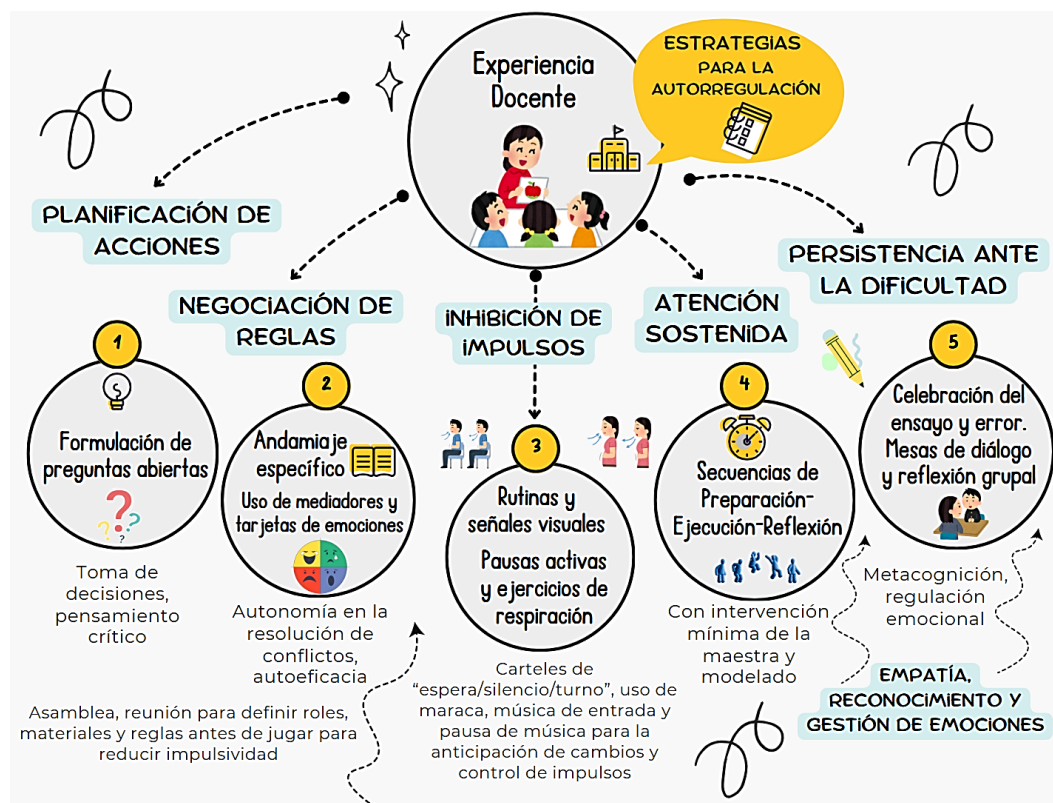 Experiencia
Docente
ESTRATEGIAS
PARA LA
AUTORREGULACIÓN
PLANIFICACIÓN DE
ACCIONES
NEGOCIACIÓN DE
REGLAS
INHIBICIÓN DE
IMPULSOS
ATENCIÓN
SOSTENIDA
PERSISTENCIA ANTE
LA DIFICULTAD
1
Formulación de
preguntas abiertas
Toma de
decisiones,
pensamiento
crítico
2
Andamiaje
específico
Uso de mediadores y
tarjetas de emociones
Autonomía en la
resolución de
conflictos,
autoeficacia
Asamblea, reunión para definir roles,
materiales y reglas antes de jugar para
reducir impulsividad
3
Rutinas y
señales visuales
Pausas activas
y ejercicios de
respiración
Carteles de
“espera/silencio/turno”, uso de
maraca, música de entrada y
pausa de música para la
anticipación de cambios y
control de impulsos
4
Secuencias de
Preparación-
Ejecución-Reflexión
Con intervención
mínima de la
maestra y
modelado
5
Celebración del
ensayo y error.
Mesas de diálogo
y reflexión grupal
Metacognición,
regulación
emocional
EMPATÍA,
RECONOCIMIENTO Y
GESTIÓN DE EMOCIONES